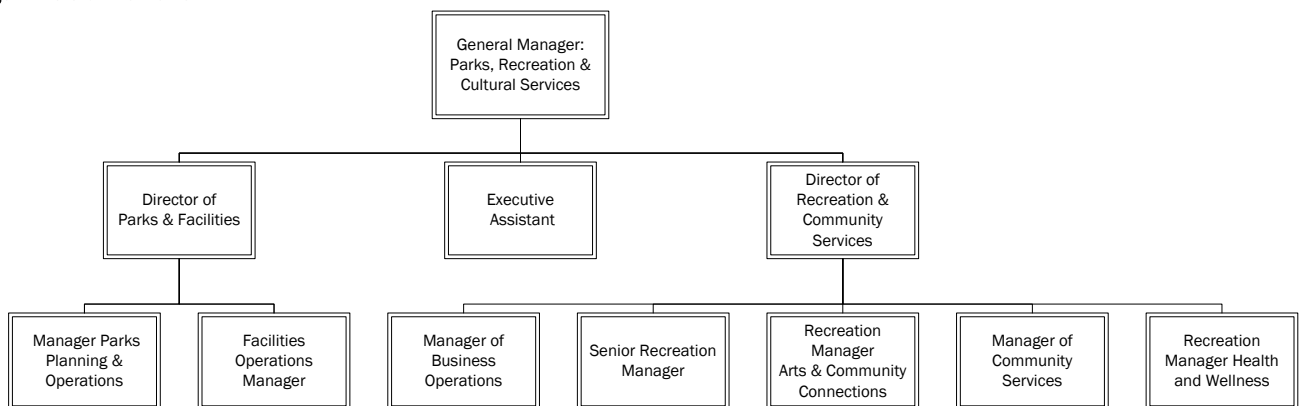 General Manager:
Parks, Recreation &
Cultural Services
Director of
Parks & Facilities
Executive
Assistant
Director of
Recreation &
Community
Services
Manager Parks
Planning &
Operations
Facilities
Operations
Manager
Manager of
Business
Operations
Senior Recreation
Manager
Recreation
Manager
Arts & Community
Connections
Manager of
Community
Services
Recreation
Manager Health
and Wellness